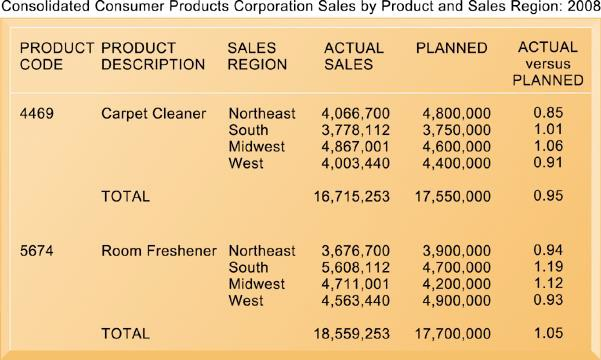 Consolidated Consumer Products Corporation Sales by Product and Sales Region: 2008
PRODUCT CODE PRODUCT DESCRIPTION SALES REGION ACTUAL SALES PLANNED ACTUAL versus PLANNED
4469 Carpet Cleaner Northeast 4,066,700 4,800,000 0.85
South 3,778,112 3,750,000 1.01
Midwest 4,867,001 4,600,000 1.06
West 4,003,440 4,400,000 0.91
TOTAL 16,715,253 17,550,000 0.95
5674 Room Freshener Northeast 3,676,700 3,900,000 0.94
South 5,608,112 4,700,000 1.19
Midwest 4,711,001 4,200,000 1.12
West 4,563,440 4,900,000 0.93
TOTAL 18,559,253 17,700,000 1.05